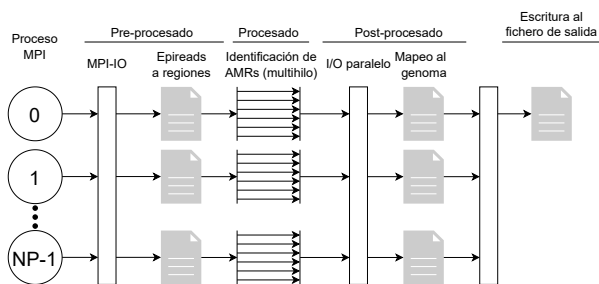 Proceso
MPI
Pre-procesado
Procesado
Post-procesado
Escritura al
fichero de salida
MPI-IO
Epireads
a regiones
Identificación de
AMRs (multihilo)
I/O paralelo
Mapeo al
genoma
0
1
NP-1